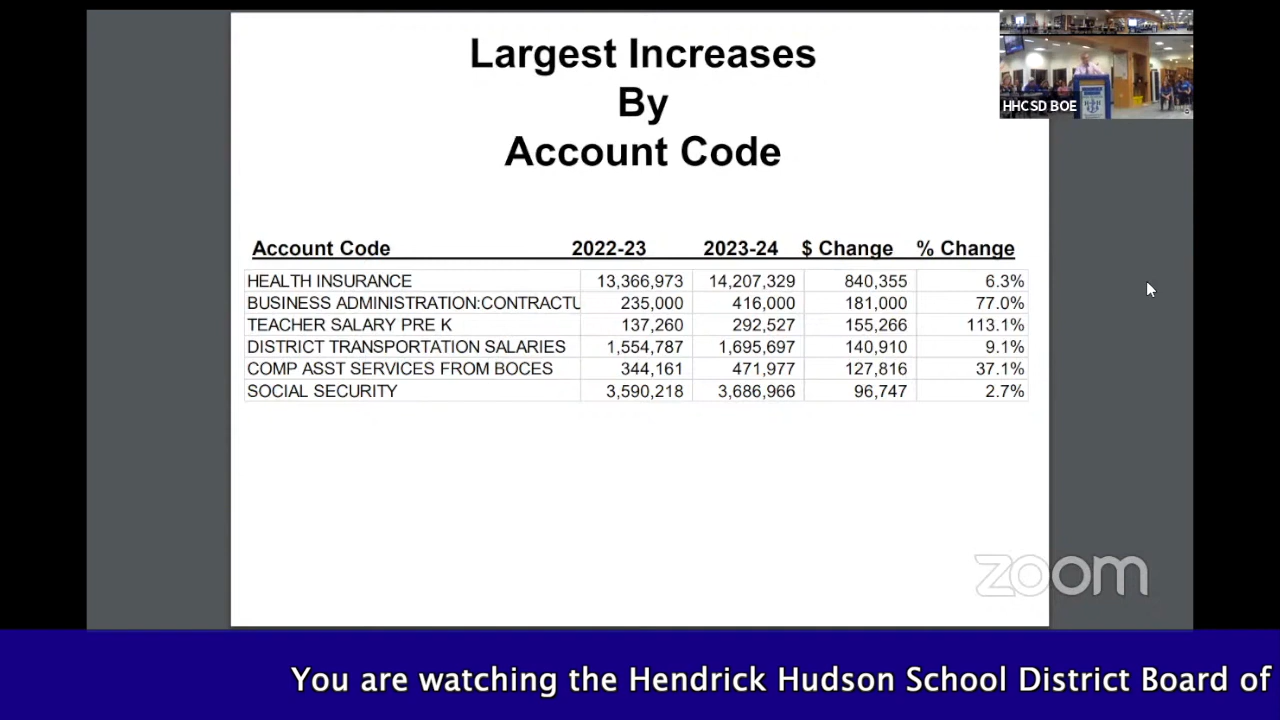 Largest Increases
By
Account Code
HHCSD BOE
Account Code 2022-23 2023-24 $ Change % Change
HEALTH INSURANCE 13,366,973 14,207,329 840,355 6.3%
BUSINESS ADMINISTRATION:CONTRACTU 235,000 416,000 181,000 77.0%
TEACHER SALARY PRE K 137,260 292,527 155,266 113.1%
DISTRICT TRANSPORTATION SALARIES 1,554,787 1,695,697 140,910 9.1%
COMP ASST SERVICES FROM BOCES 344,161 471,977 127,816 37.1%
SOCIAL SECURITY 3,590,218 3,686,966 96,747 2.7%
zoom
You are watching the Hendrick Hudson School District Board of